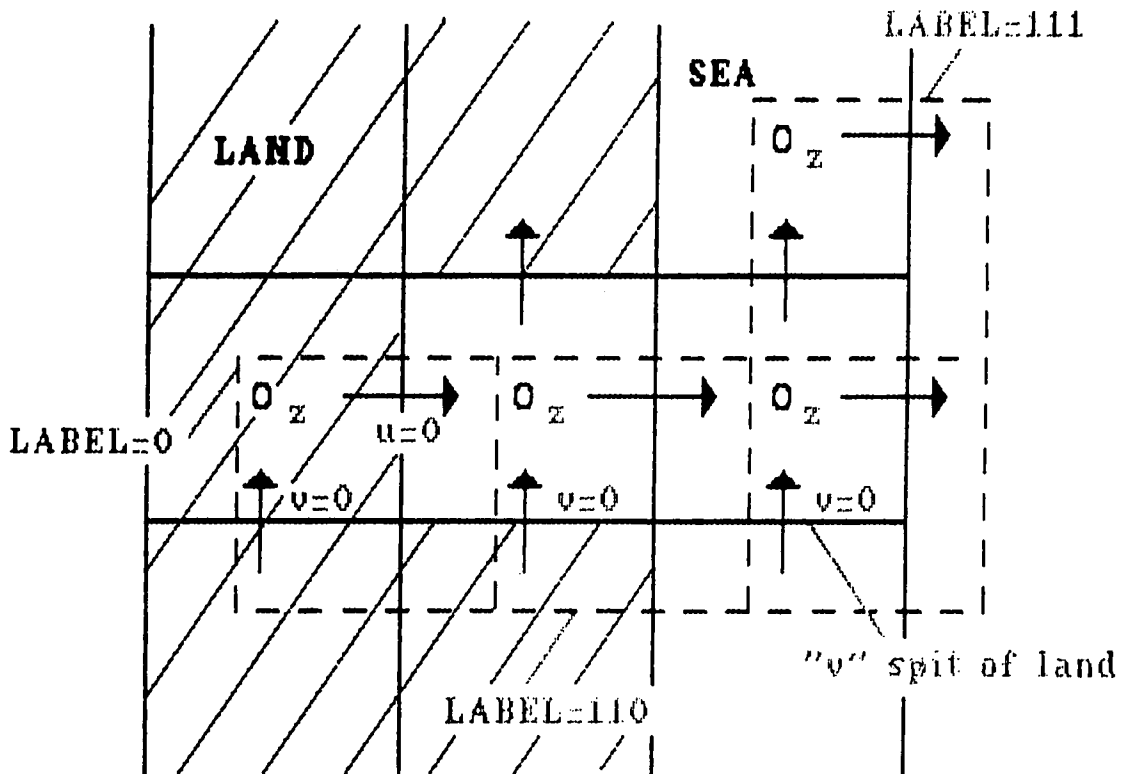 LABEL=111
SEA
LAND
O z
O z
O z
O z
LABEL=0
u=0
v=0
v=0
v=0
"v" spit of land
LABEL=110